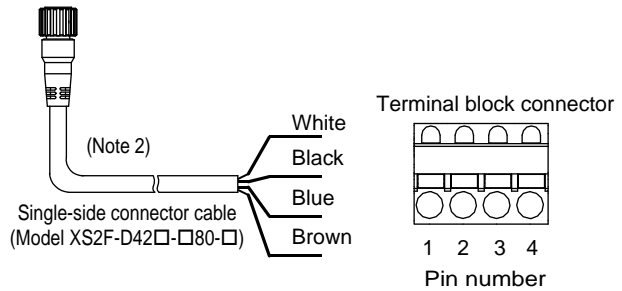 (Note 2)
White
Black
Blue
Brown
Single-side connector cable
(Model XS2F-D42□-□80-□)
Terminal block connector
1 2 3 4
Pin number